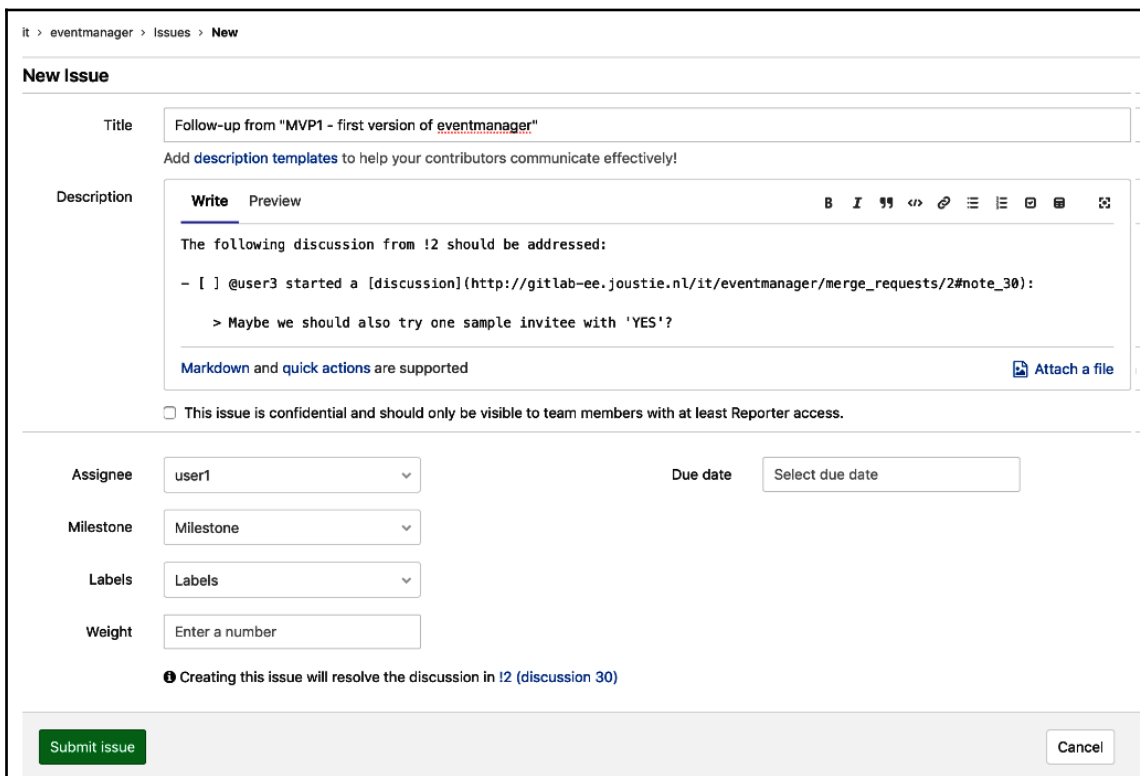 it > eventmanager > Issues > New
New Issue
Title
Follow-up from "MVP1 - first version of eventmanager"
Add description templates to help your contributors communicate effectively!
Description
Write Preview
The following discussion from !2 should be addressed:
- [ ] @user3 started a [discussion](http://gitlab-ee.joustie.nl/it/eventmanager/merge_requests/2#note_30):
> Maybe we should also try one sample invitee with 'YES'?
Markdown and quick actions are supported
Attach a file
This issue is confidential and should only be visible to team members with at least Reporter access.
Assignee user1 Due date Select due date
Milestone Milestone
Labels Labels
Weight Enter a number
Creating this issue will resolve the discussion in !2 (discussion 30)
Submit issue Cancel